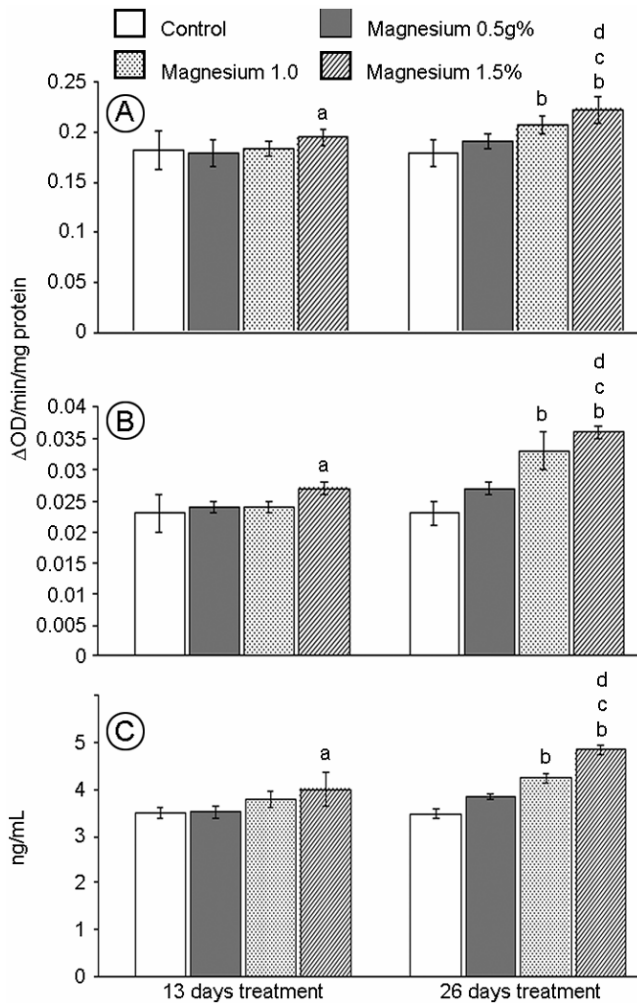 Control
Magnesium 0.5g%
Magnesium 1.0
Magnesium 1.5%
A
0.25
0.2
0.15
0.1
0.05
0
a
b
d
c
b
ΔOD/min/mg protein
B
0.04
0.035
0.03
0.025
0.02
0.015
0.01
0.005
0
a
b
d
c
b
C
ng/mL
5
4
3
2
1
0
a
b
d
c
b
13 days treatment
26 days treatment